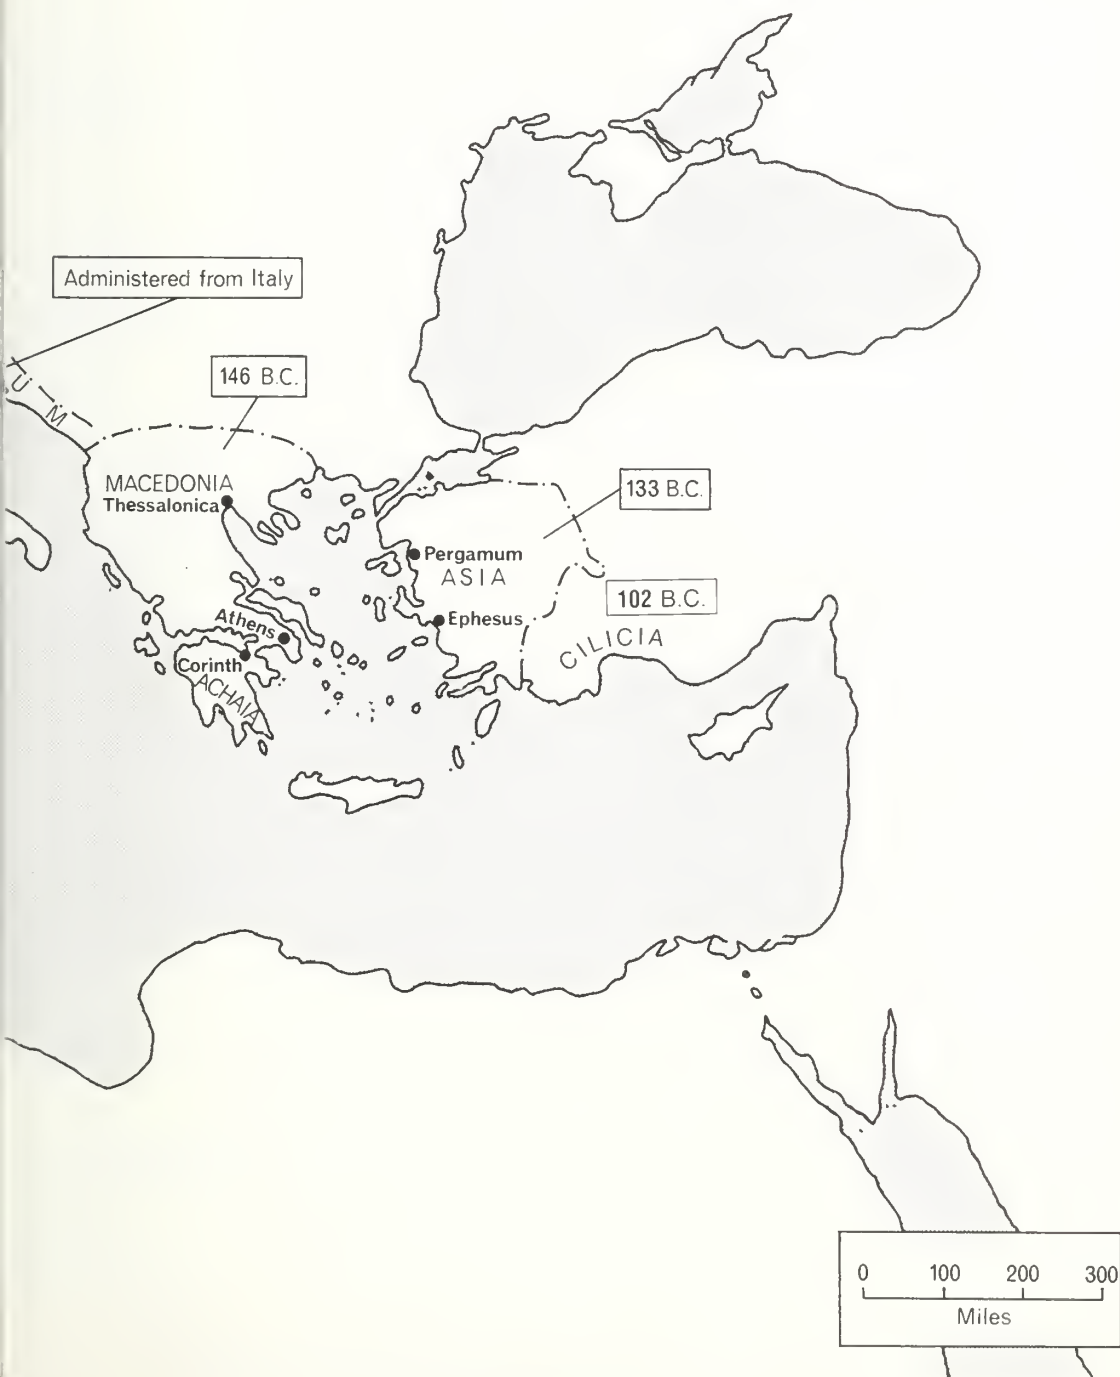 Administered from Italy
U M
146 B.C.
MACEDONIA
Thessalonica
133 B.C.
Pergamum
ASIA
102 B.C.
Ephesus
Athens
CILICIA
Corinth
ACHAIA
0 100 200 300
Miles